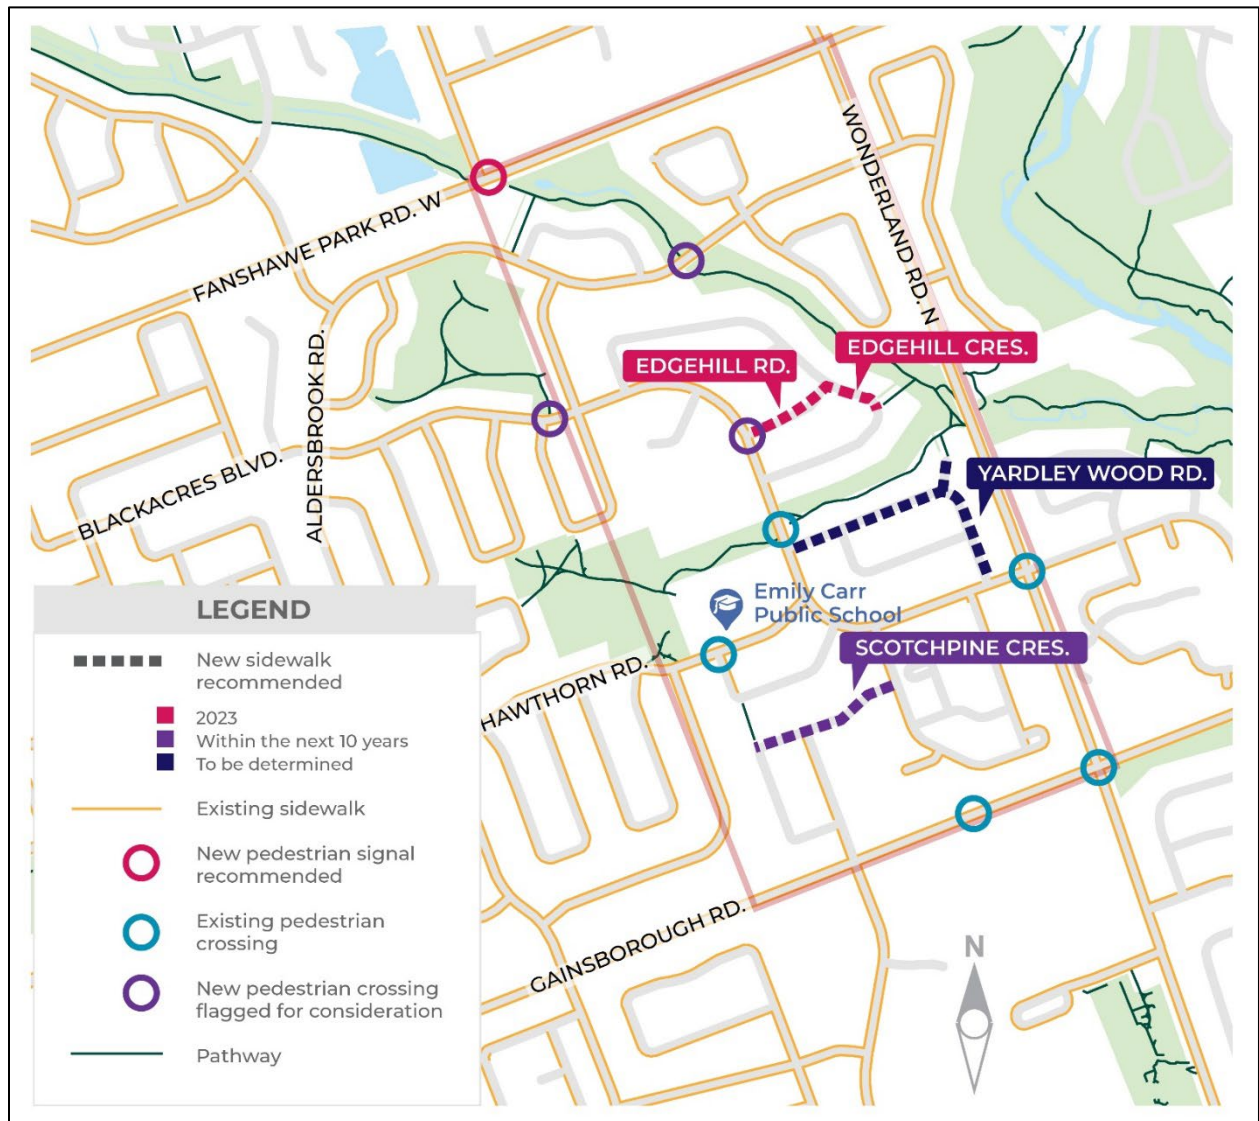 WONDERLAND RD. N
FANSHAWE PARK RD. W
EDGEHILL CRES.
EDGEHILL RD.
ALDERSBROOK RD.
BLACKACRES BLVD.
YARDLEY WOOD RD.
Emily Carr
Public School
SCOTCHPINE CRES.
HAWTHORN RD.
GAINSBOROUGH RD.
N
LEGEND
New sidewalk
recommended
2023
Within the next 10 years
To be determined
Existing sidewalk
New pedestrian signal
recommended
Existing pedestrian
crossing
New pedestrian crossing
flagged for consideration
Pathway